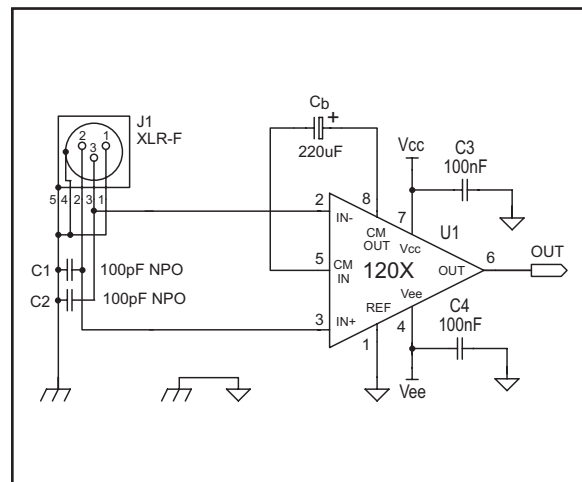 J1
XLR-F
2 1
3
5 4 2 3 1
C1 100pF NPO
C2 100pF NPO
Cb +
220uF
Vcc
C3
100nF
8
7
2 IN-
CM
OUT
Vcc
U1
5 CM
IN
120X
OUT 6
OUT
REF
Vee
3 IN+
1
4
C4
100nF
Vee